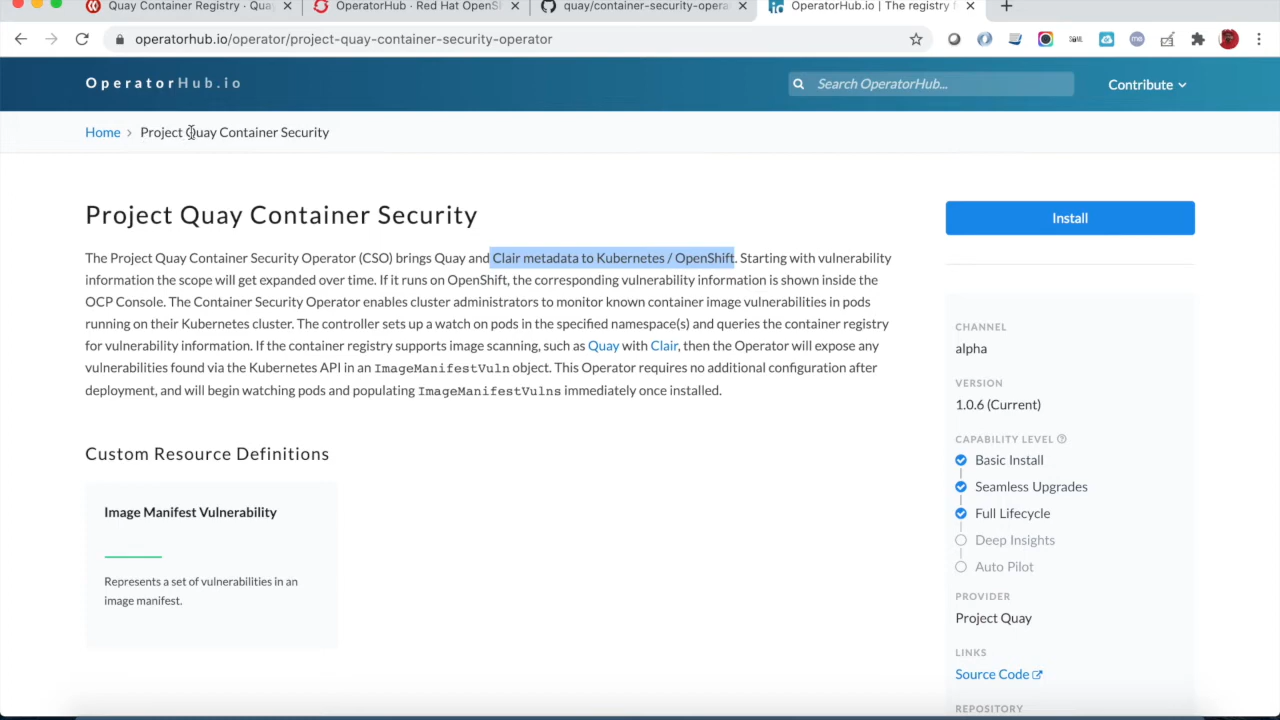 Quay Container Registry · Quay
OperatorHub · Red Hat OpenSh
quay/container-security-operat
OperatorHub.io | The registry f
operatorhub.io/operator/project-quay-container-security-operator
OperatorHub.io
Search OperatorHub...
Contribute
Home > Project Quay Container Security
Project Quay Container Security
Install
The Project Quay Container Security Operator (CSO) brings Quay and Clair metadata to Kubernetes / OpenShift. Starting with vulnerability
information the scope will get expanded over time. If it runs on OpenShift, the corresponding vulnerability information is shown inside the
OCP Console. The Container Security Operator enables cluster administrators to monitor known container image vulnerabilities in pods
running on their Kubernetes cluster. The controller sets up a watch on pods in the specified namespace(s) and queries the container registry
for vulnerability information. If the container registry supports image scanning, such as Quay with Clair, then the Operator will expose any
vulnerabilities found via the Kubernetes API in an ImageManifestVuln object. This Operator requires no additional configuration after
deployment, and will begin watching pods and populating ImageManifestVulns immediately once installed.
Custom Resource Definitions
Image Manifest Vulnerability
Represents a set of vulnerabilities in an
image manifest.
CHANNEL
alpha
VERSION
1.0.6 (Current)
CAPABILITY LEVEL
Basic Install
Seamless Upgrades
Full Lifecycle
Deep Insights
Auto Pilot
PROVIDER
Project Quay
LINKS
Source Code
REPOSITORY